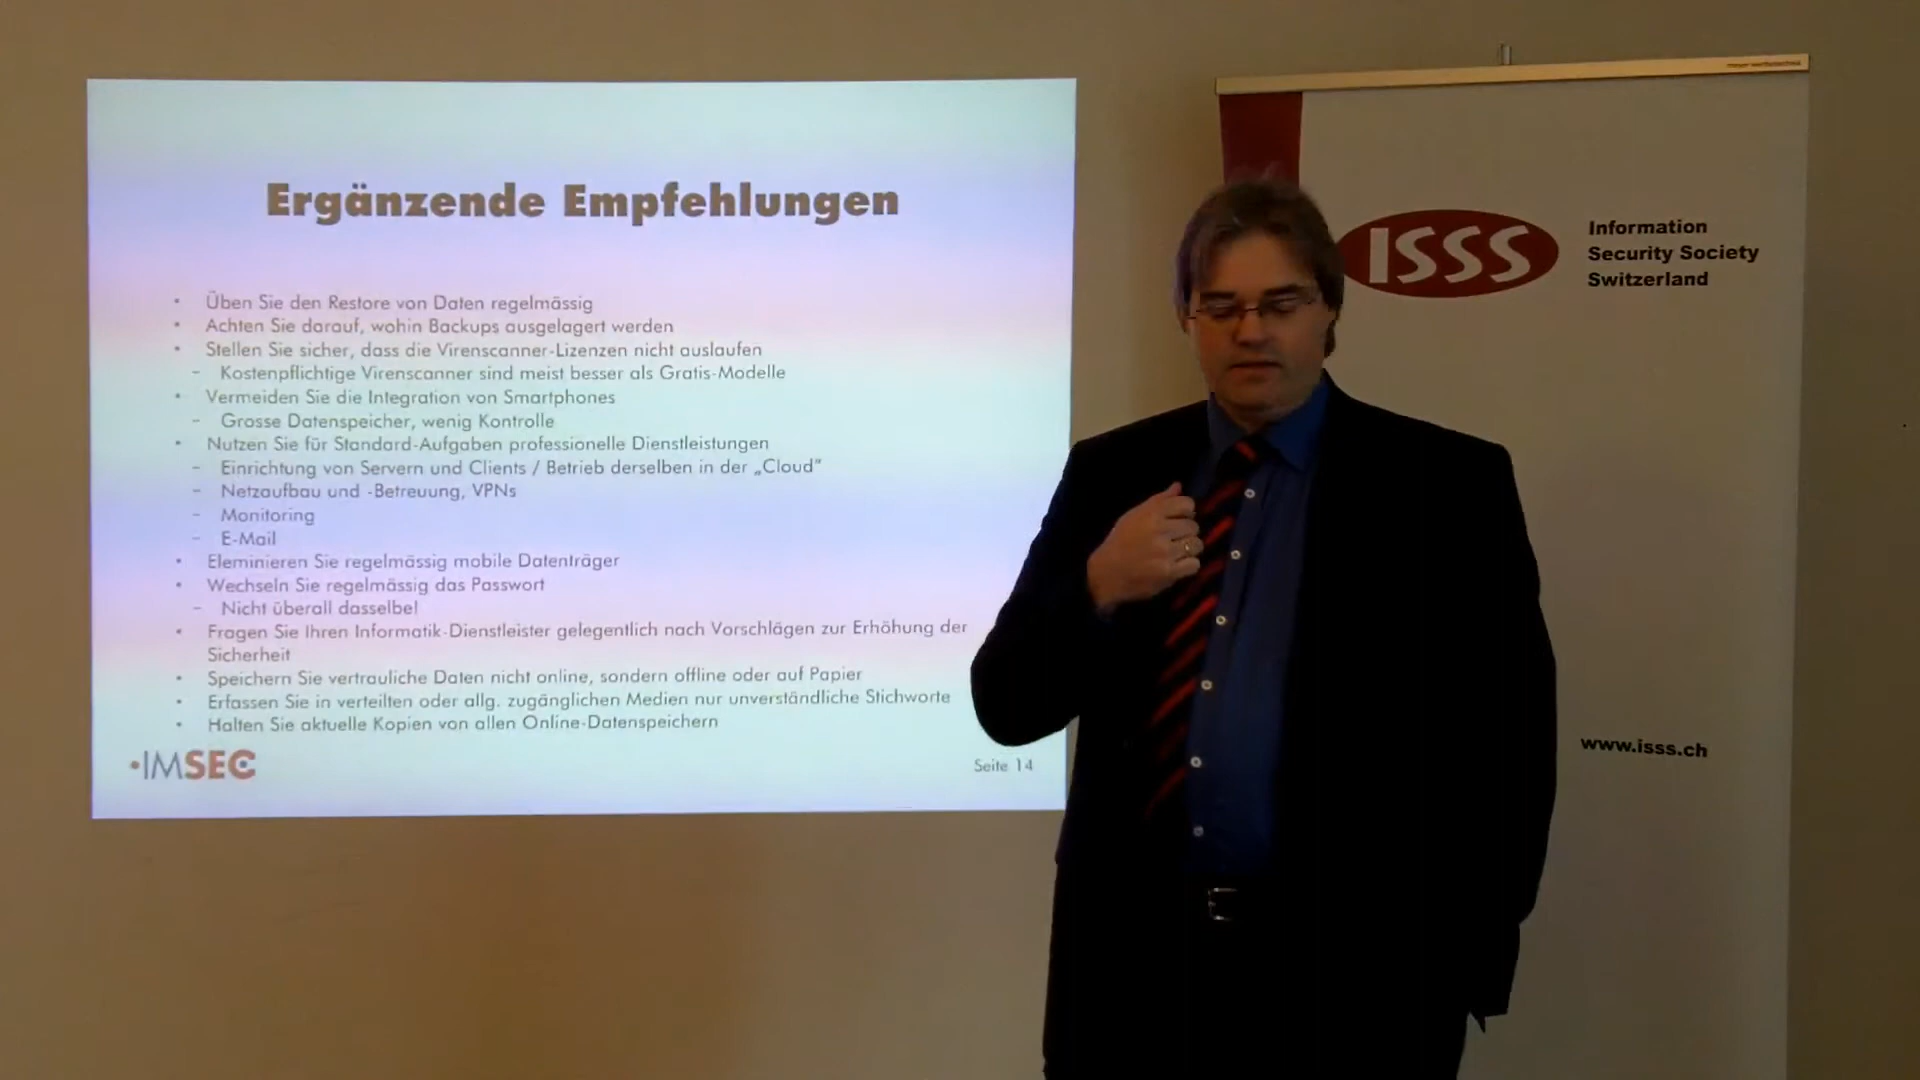 Ergänzende Empfehlungen
• Üben Sie den Restore von Daten regelmässig
• Achten Sie darauf, wohin Backups ausgelagert werden
• Stellen Sie sicher, dass die Virenscanner-Lizenzen nicht auslaufen
– Kostenpflichtige Virenscanner sind meist besser als Gratis-Modelle
• Vermeiden Sie die Integration von Smartphones
– Grosse Datenspeicher, wenig Kontrolle
• Nutzen Sie für Standard-Aufgaben professionelle Dienstleistungen
– Einrichtung von Servern und Clients / Betrieb derselben in der „Cloud"
– Netzaufbau und -Betreuung, VPNs
– Monitoring
– E-Mail
• Eleminieren Sie regelmässig mobile Datenträger
• Wechseln Sie regelmässig das Passwort
– Nicht überall dasselbe!
• Fragen Sie Ihren Informatik-Dienstleister gelegentlich nach Vorschlägen zur Erhöhung der
Sicherheit
• Speichern Sie vertrauliche Daten nicht online, sondern offline oder auf Papier
• Erfassen Sie in verteilten oder allg. zugänglichen Medien nur unverständliche Stichworte
• Halten Sie aktuelle Kopien von allen Online-Datenspeichern
•IMSEC
Seite 14
ISSS
Information
Security Society
Switzerland
www.isss.ch